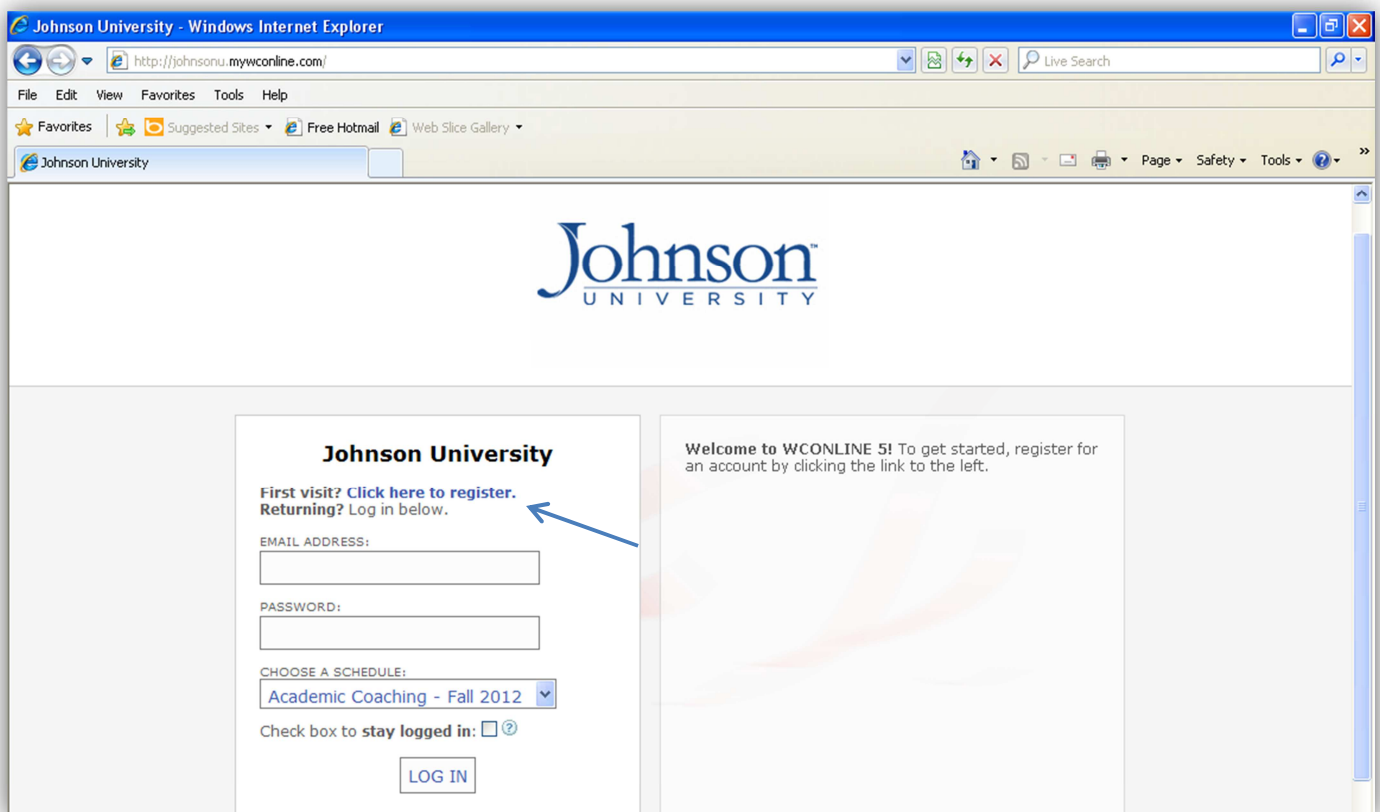 Johnson University - Windows Internet Explorer
http://johnsonu.mywconline.com/
Live Search
File Edit View Favorites Tools Help
Favorites Suggested Sites Free Hotmail Web Slice Gallery
Johnson University
Page Safety Tools »
Johnson™
UNIVERSITY
Johnson University
First visit? Click here to register.
Returning? Log in below.
EMAIL ADDRESS:
PASSWORD:
CHOOSE A SCHEDULE:
Academic Coaching - Fall 2012
Check box to stay logged in: ?
LOG IN
Welcome to WCONLINE 5! To get started, register for
an account by clicking the link to the left.